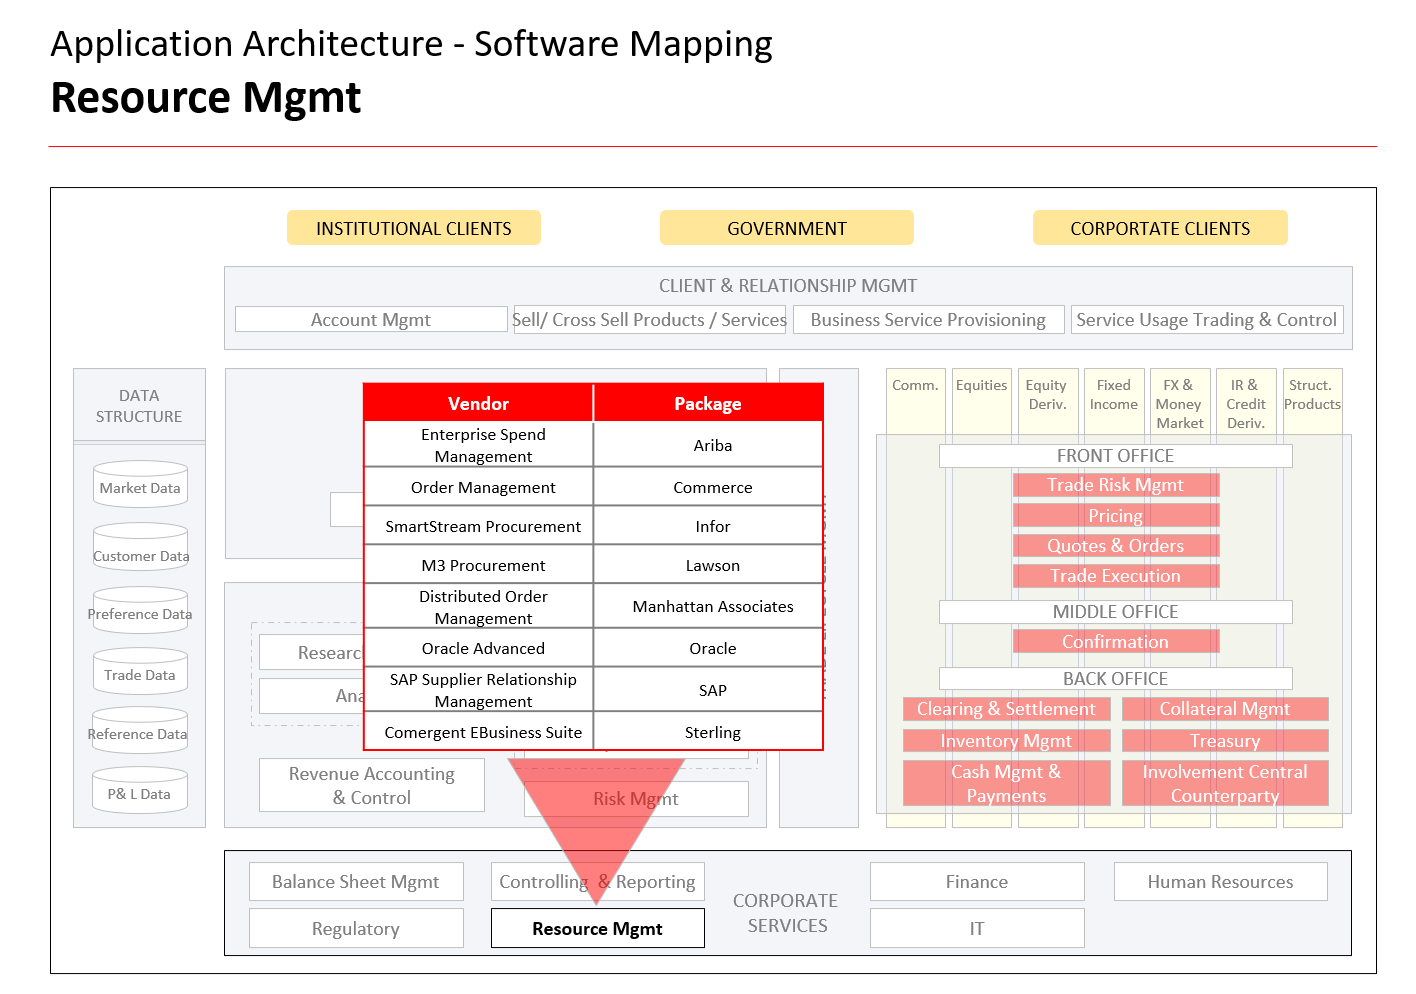 Application Architecture - Software Mapping
Resource Mgmt
INSTITUTIONAL CLIENTS
GOVERNMENT
CORPORTATE CLIENTS
CLIENT & RELATIONSHIP MGMT
Account Mgmt
Sell/ Cross Sell Products / Services
Business Service Provisioning
Service Usage Trading & Control
DATA
STRUCTURE
Market Data
Customer Data
Preference Data
Trade Data
Reference Data
P& L Data
Vendor
Package
Enterprise Spend
Management
Ariba
Order Management
Commerce
SmartStream Procurement
Infor
M3 Procurement
Lawson
Distributed Order
Management
Manhattan Associates
Oracle Advanced
Oracle
SAP Supplier Relationship
Management
SAP
Comergent EBusiness Suite
Sterling
Revenue Accounting
& Control
Risk Mgmt
Comm.
Equities
Equity
Deriv.
Fixed
Income
FX &
Money
Market
IR &
Credit
Deriv.
Struct.
Products
FRONT OFFICE
Trade Risk Mgmt
Pricing
Quotes & Orders
Trade Execution
MIDDLE OFFICE
Confirmation
BACK OFFICE
Clearing & Settlement
Collateral Mgmt
Inventory Mgmt
Treasury
Cash Mgmt &
Payments
Involvement Central
Counterparty
Balance Sheet Mgmt
Controlling & Reporting
CORPORATE
SERVICES
Finance
Human Resources
Regulatory
Resource Mgmt
IT